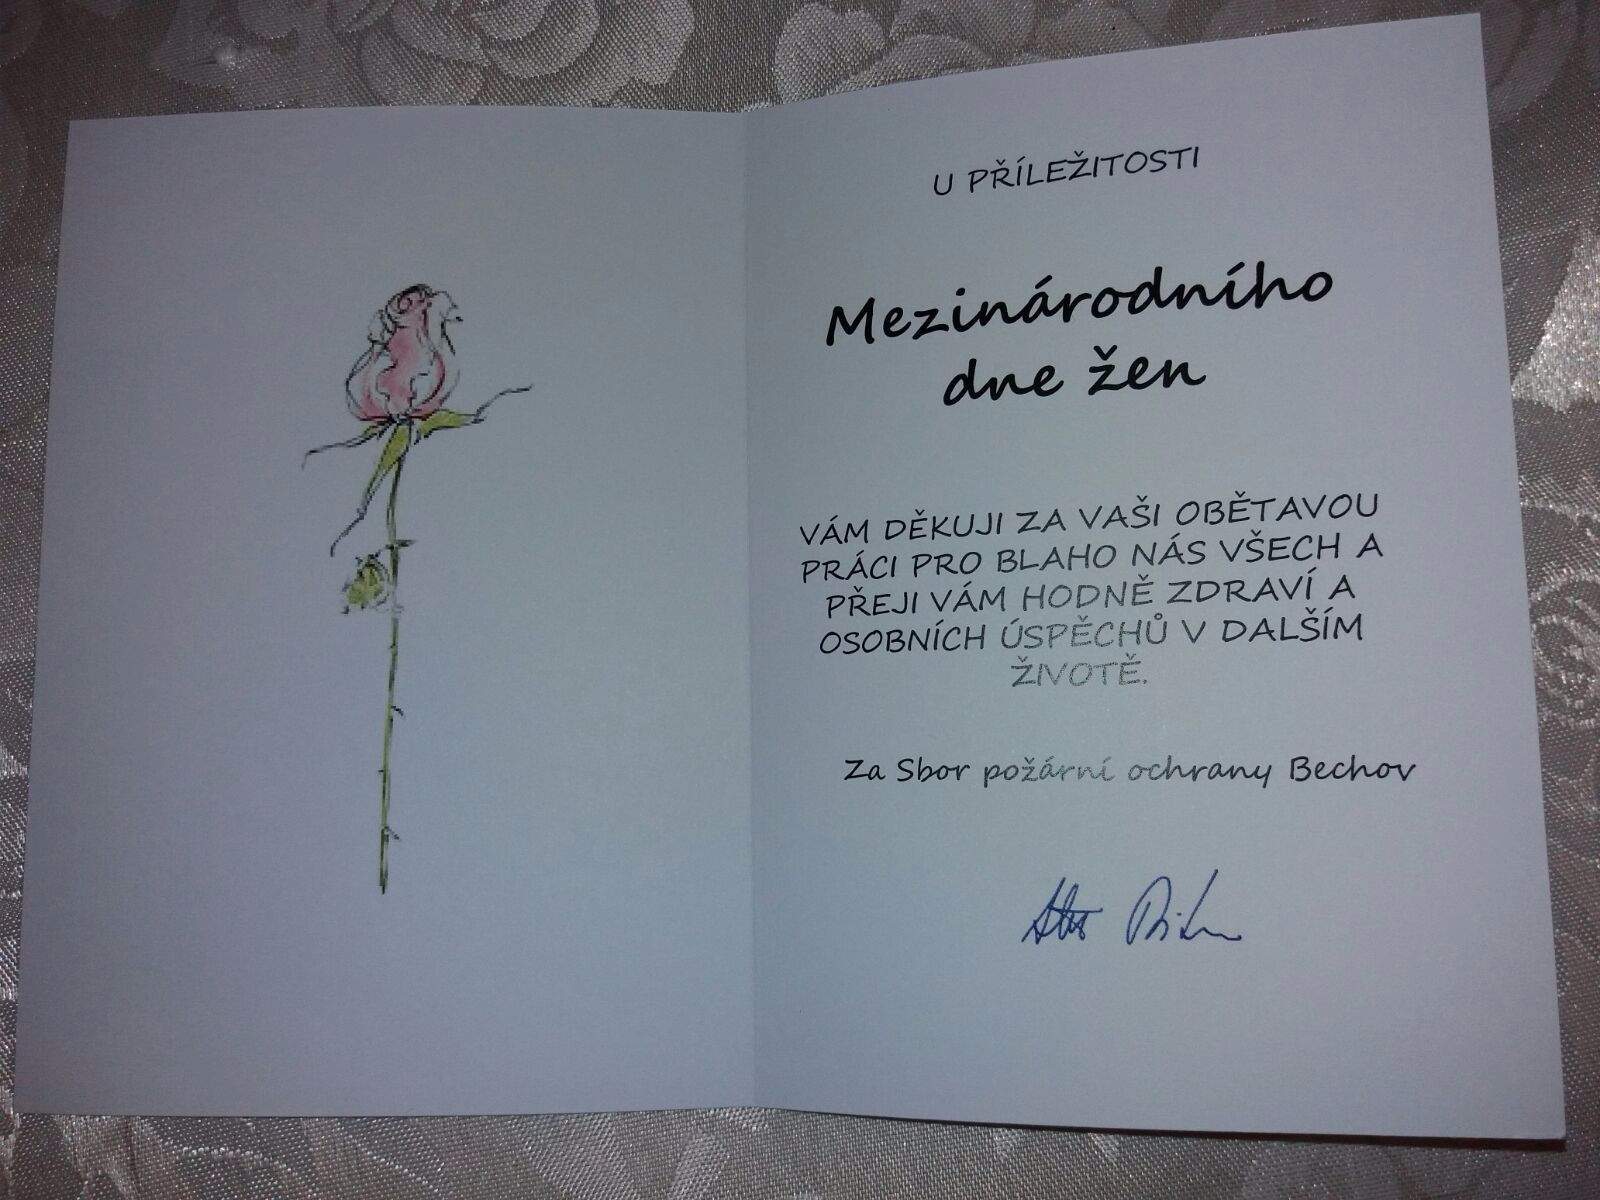 U PŘÍLEŽITOSTI
Mezinárodního
dne žen
VÁM DĚKUJI ZA VAŠI OBĚTAVOU
PRÁCI PRO BLAHO NÁS VŠECH A
PŘEJI VÁM HODNĚ ZDRAVÍ A
OSOBNÍCH ÚSPĚCHŮ V DALŠÍM
ŽIVOTĚ.
Za Sbor požární ochrany Bechov